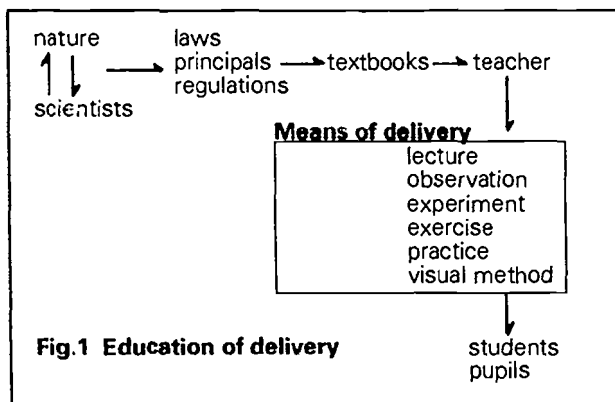 nature
scientists
laws
principals
regulations
textbooks
teacher
Means of delivery
lecture
observation
experiment
exercise
practice
visual method
students
pupils
Fig.1 Education of delivery